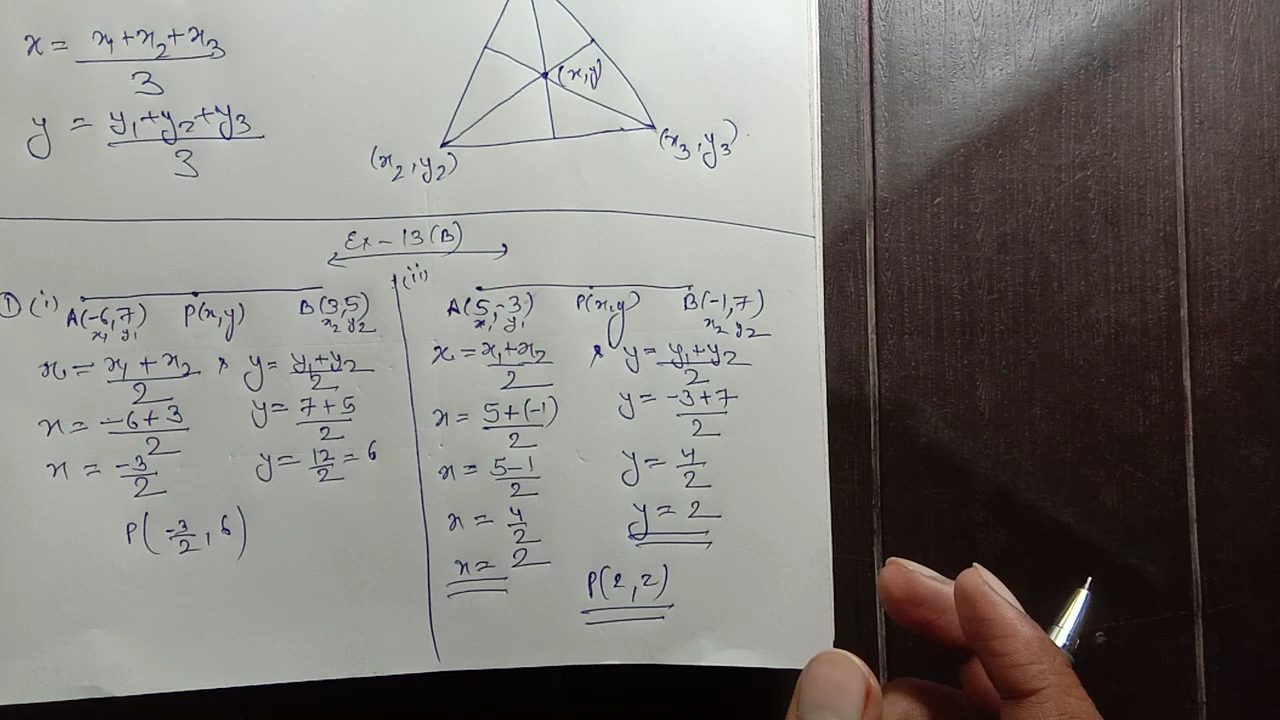 x = x₁+x₂+x₃ / 3
y = y₁+y₂+y₃ / 3
(x,y)
(x₂,y₂)
(x₃,y₃)
Ex-13(B)
① (i)
A(-6,7) P(x,y) B(3,5)
x₁ y₁ x₂ y₂
x = x₁+x₂ / 2 & y = y₁+y₂ / 2
x = -6+3 / 2 y = 7+5 / 2
x = -3/2 y = 12/2 = 6
P(-3/2, 6)
(ii)
A(5,-3) P(x,y) B(-1,7)
x₁ y₁ x₂ y₂
x = x₁+x₂ / 2 & y = y₁+y₂ / 2
x = 5+(-1) / 2 y = -3+7 / 2
x = 5-1 / 2 y = 4/2
x = 4/2 y = 2
x = 2
P(2,2)